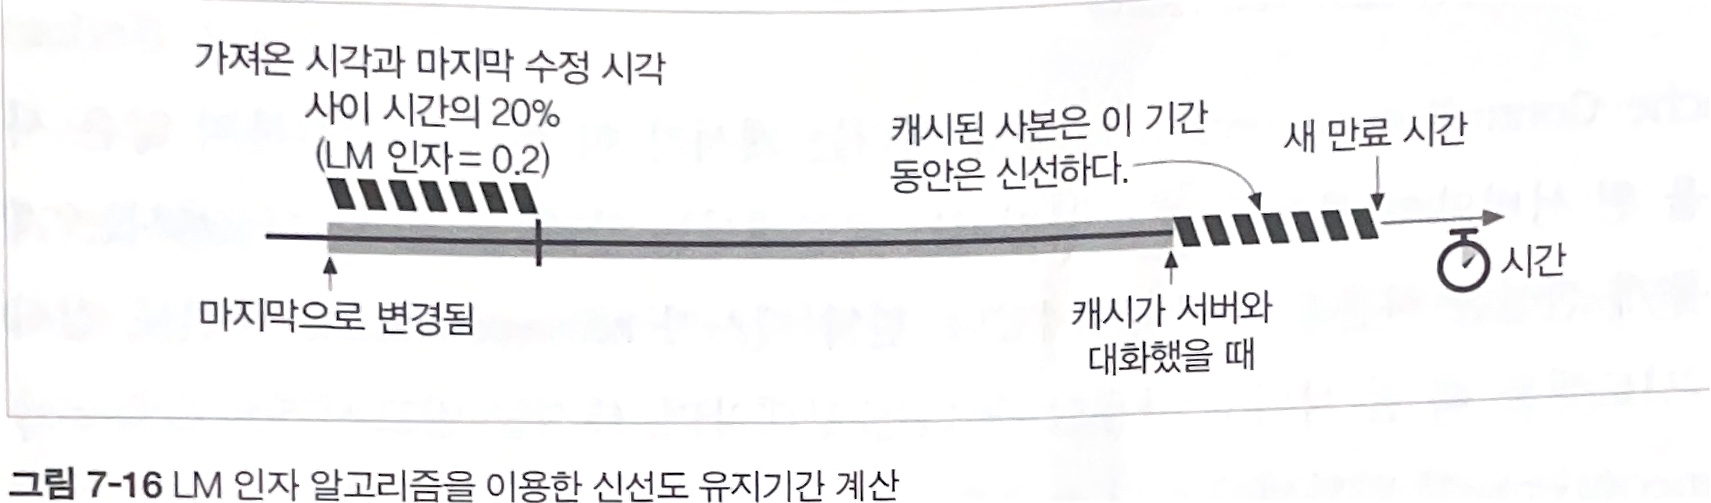 가져온 시각과 마지막 수정 시각
사이 시간의 20%
(LM 인자 = 0.2)
캐시된 사본은 이 기간
동안은 신선하다.
새 만료 시간
시간
마지막으로 변경됨
캐시가 서버와
대화했을 때
그림 7-16 LM 인자 알고리즘을 이용한 신선도 유지기간 계산